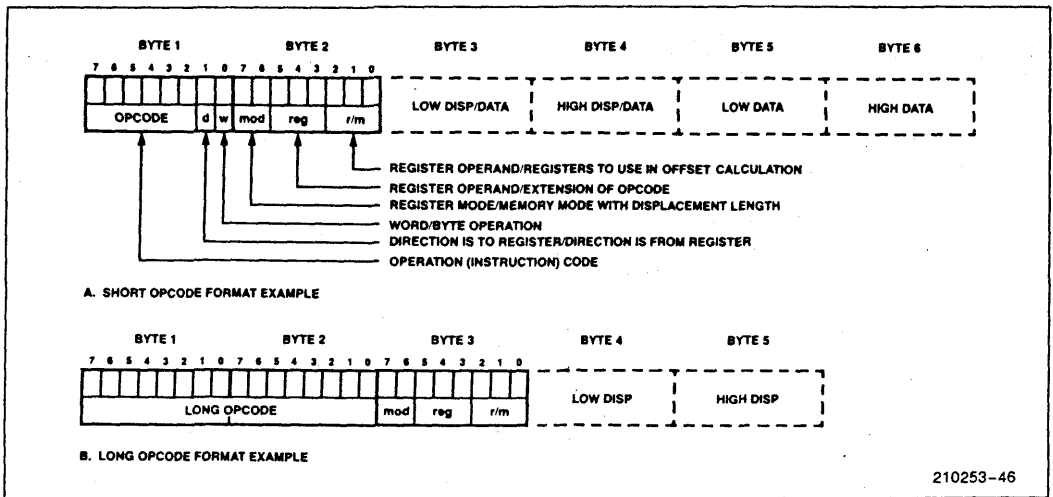 BYTE 1 BYTE 2 BYTE 3 BYTE 4 BYTE 5 BYTE 6
7 6 5 4 3 2 1 0 7 6 5 4 3 2 1 0
LOW DISP/DATA HIGH DISP/DATA LOW DATA HIGH DATA
OPCODE d w mod reg r/m
REGISTER OPERAND/REGISTERS TO USE IN OFFSET CALCULATION
REGISTER OPERAND/EXTENSION OF OPCODE
REGISTER MODE/MEMORY MODE WITH DISPLACEMENT LENGTH
WORD/BYTE OPERATION
DIRECTION IS TO REGISTER/DIRECTION IS FROM REGISTER
OPERATION (INSTRUCTION) CODE
A. SHORT OPCODE FORMAT EXAMPLE
BYTE 1 BYTE 2 BYTE 3 BYTE 4 BYTE 5
7 6 5 4 3 2 1 0 7 6 5 4 3 2 1 0 7 6 5 4 3 2 1 0
LOW DISP HIGH DISP
LONG OPCODE mod reg r/m
B. LONG OPCODE FORMAT EXAMPLE
210253-46